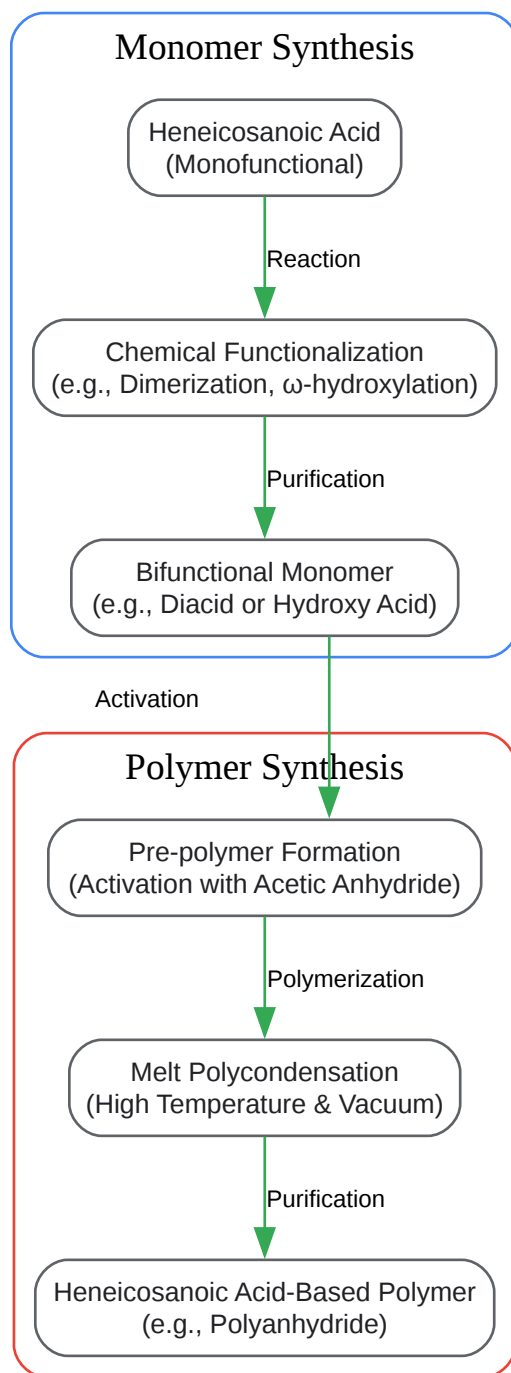 Monomer Synthesis
Heneicosanoic Acid
(Monofunctional)
Reaction
Chemical Functionalization
(e.g., Dimerization, ω-hydroxylation)
Purification
Bifunctional Monomer
(e.g., Diacid or Hydroxy Acid)
Activation
Polymer Synthesis
Pre-polymer Formation
(Activation with Acetic Anhydride)
Polymerization
Melt Polycondensation
(High Temperature & Vacuum)
Purification
Heneicosanoic Acid-Based Polymer
(e.g., Polyanhydride)